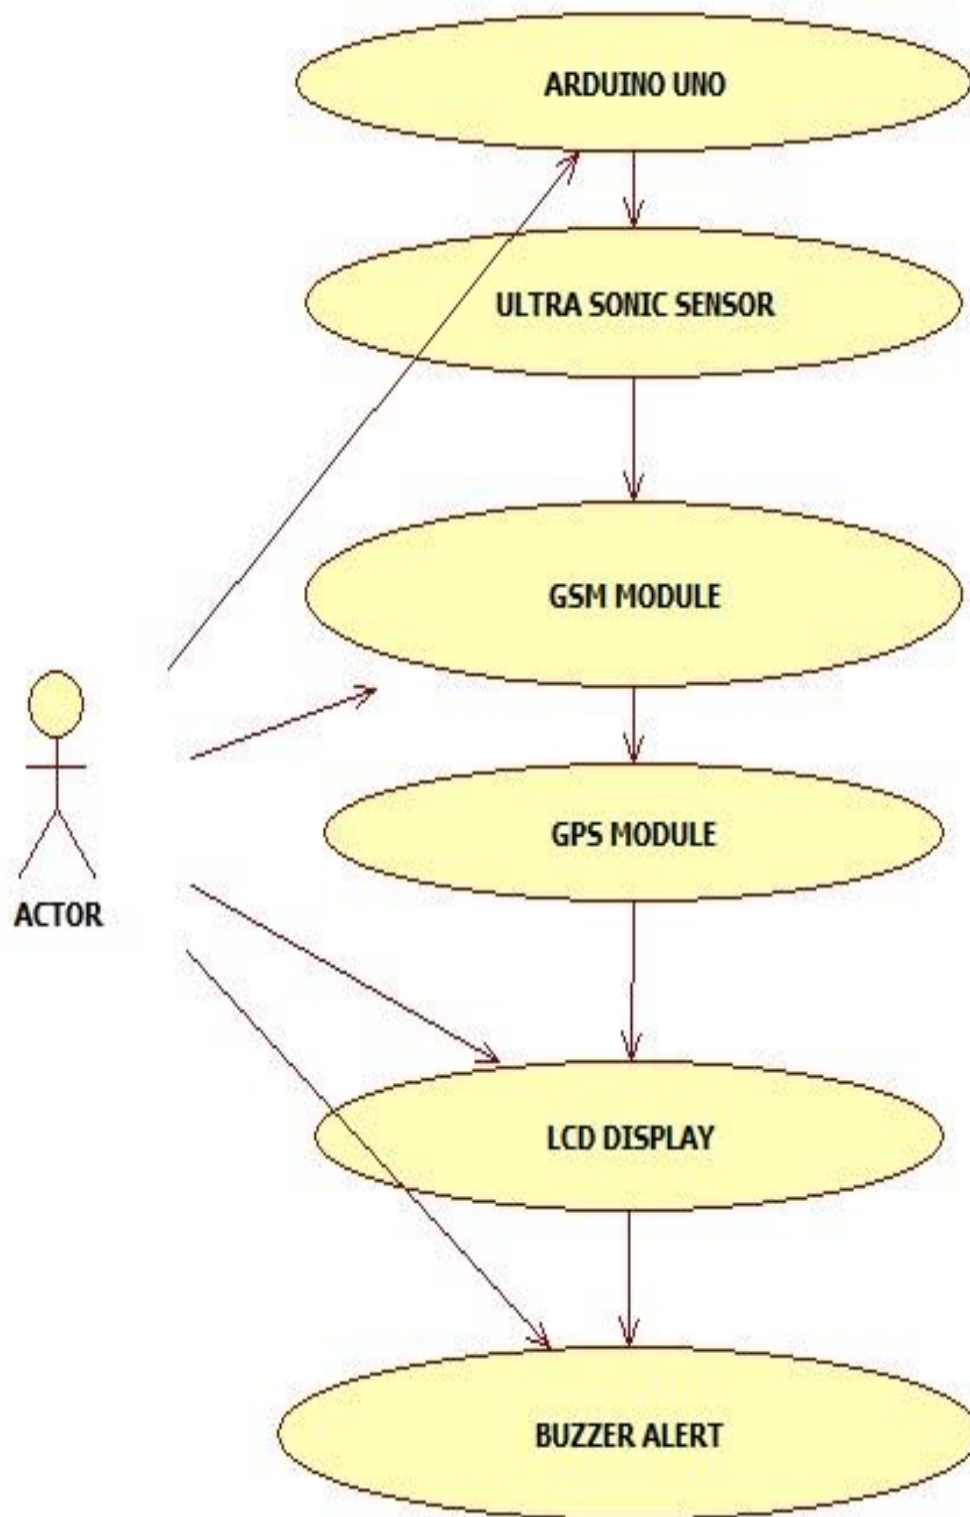 ARDUINO UNO
ULTRA SONIC SENSOR
GSM MODULE
GPS MODULE
ACTOR
LCD DISPLAY
BUZZER ALERT